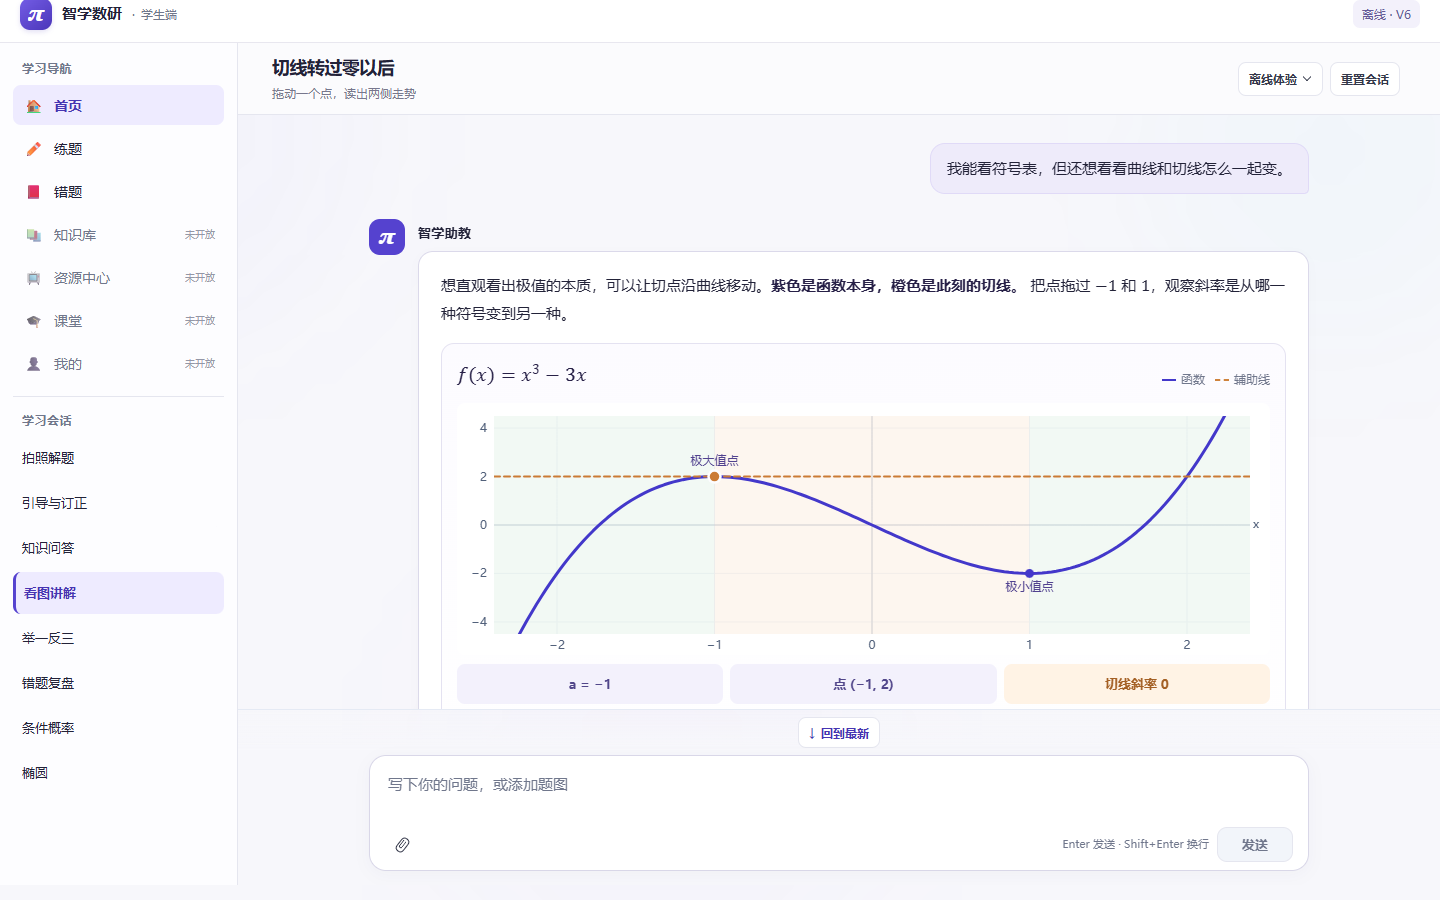 π 智学数研 · 学生端
离线 · V6
学习导航
首页
练题
错题
知识库 未开放
资源中心 未开放
课堂 未开放
我的 未开放
学习会话
拍照解题
引导与订正
知识问答
看图讲解
举一反三
错题复盘
条件概率
椭圆
切线转过零以后
拖动一个点，读出两侧走势
离线体验
重置会话
我能看符号表，但还想看看曲线和切线怎么一起变。
π 智学助教
想直观看出极值的本质，可以让切点沿曲线移动。紫色是函数本身，橙色是此刻的切线。 把点拖过 −1 和 1，观察斜率是从哪一
种符号变到另一种。
f(x) = x³ − 3x
函数 辅助线
4
2
0
−2
−4
极大值点
极小值点
x
−2 −1 0 1 2
a = −1
点 (−1, 2)
切线斜率 0
↓ 回到最新
写下你的问题，或添加题图
Enter 发送 · Shift+Enter 换行
发送